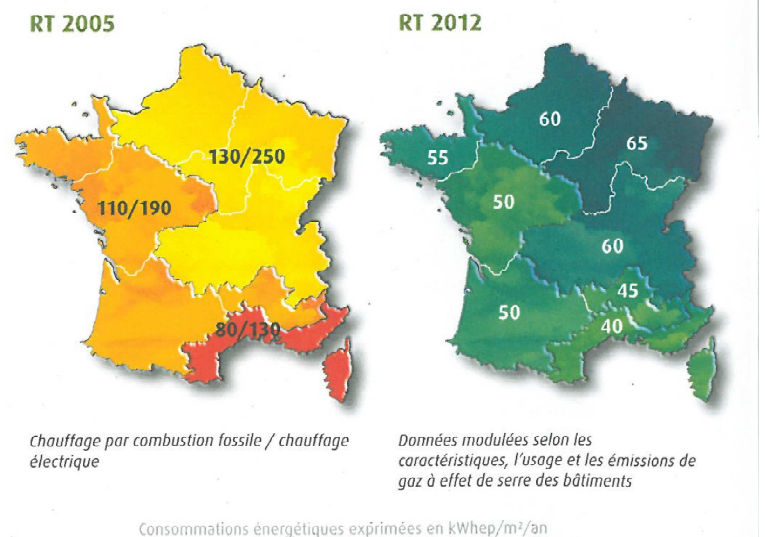 RT 2005
130/250
110/190
80/130
Chauffage par combustion fossile / chauffage
électrique
RT 2012
60
65
55
50
60
45
50
40
Données modulées selon les
caractéristiques, l'usage et les émissions de
gaz à effet de serre des bâtiments
Consommations énergétiques exprimées en kWhep/m²/an